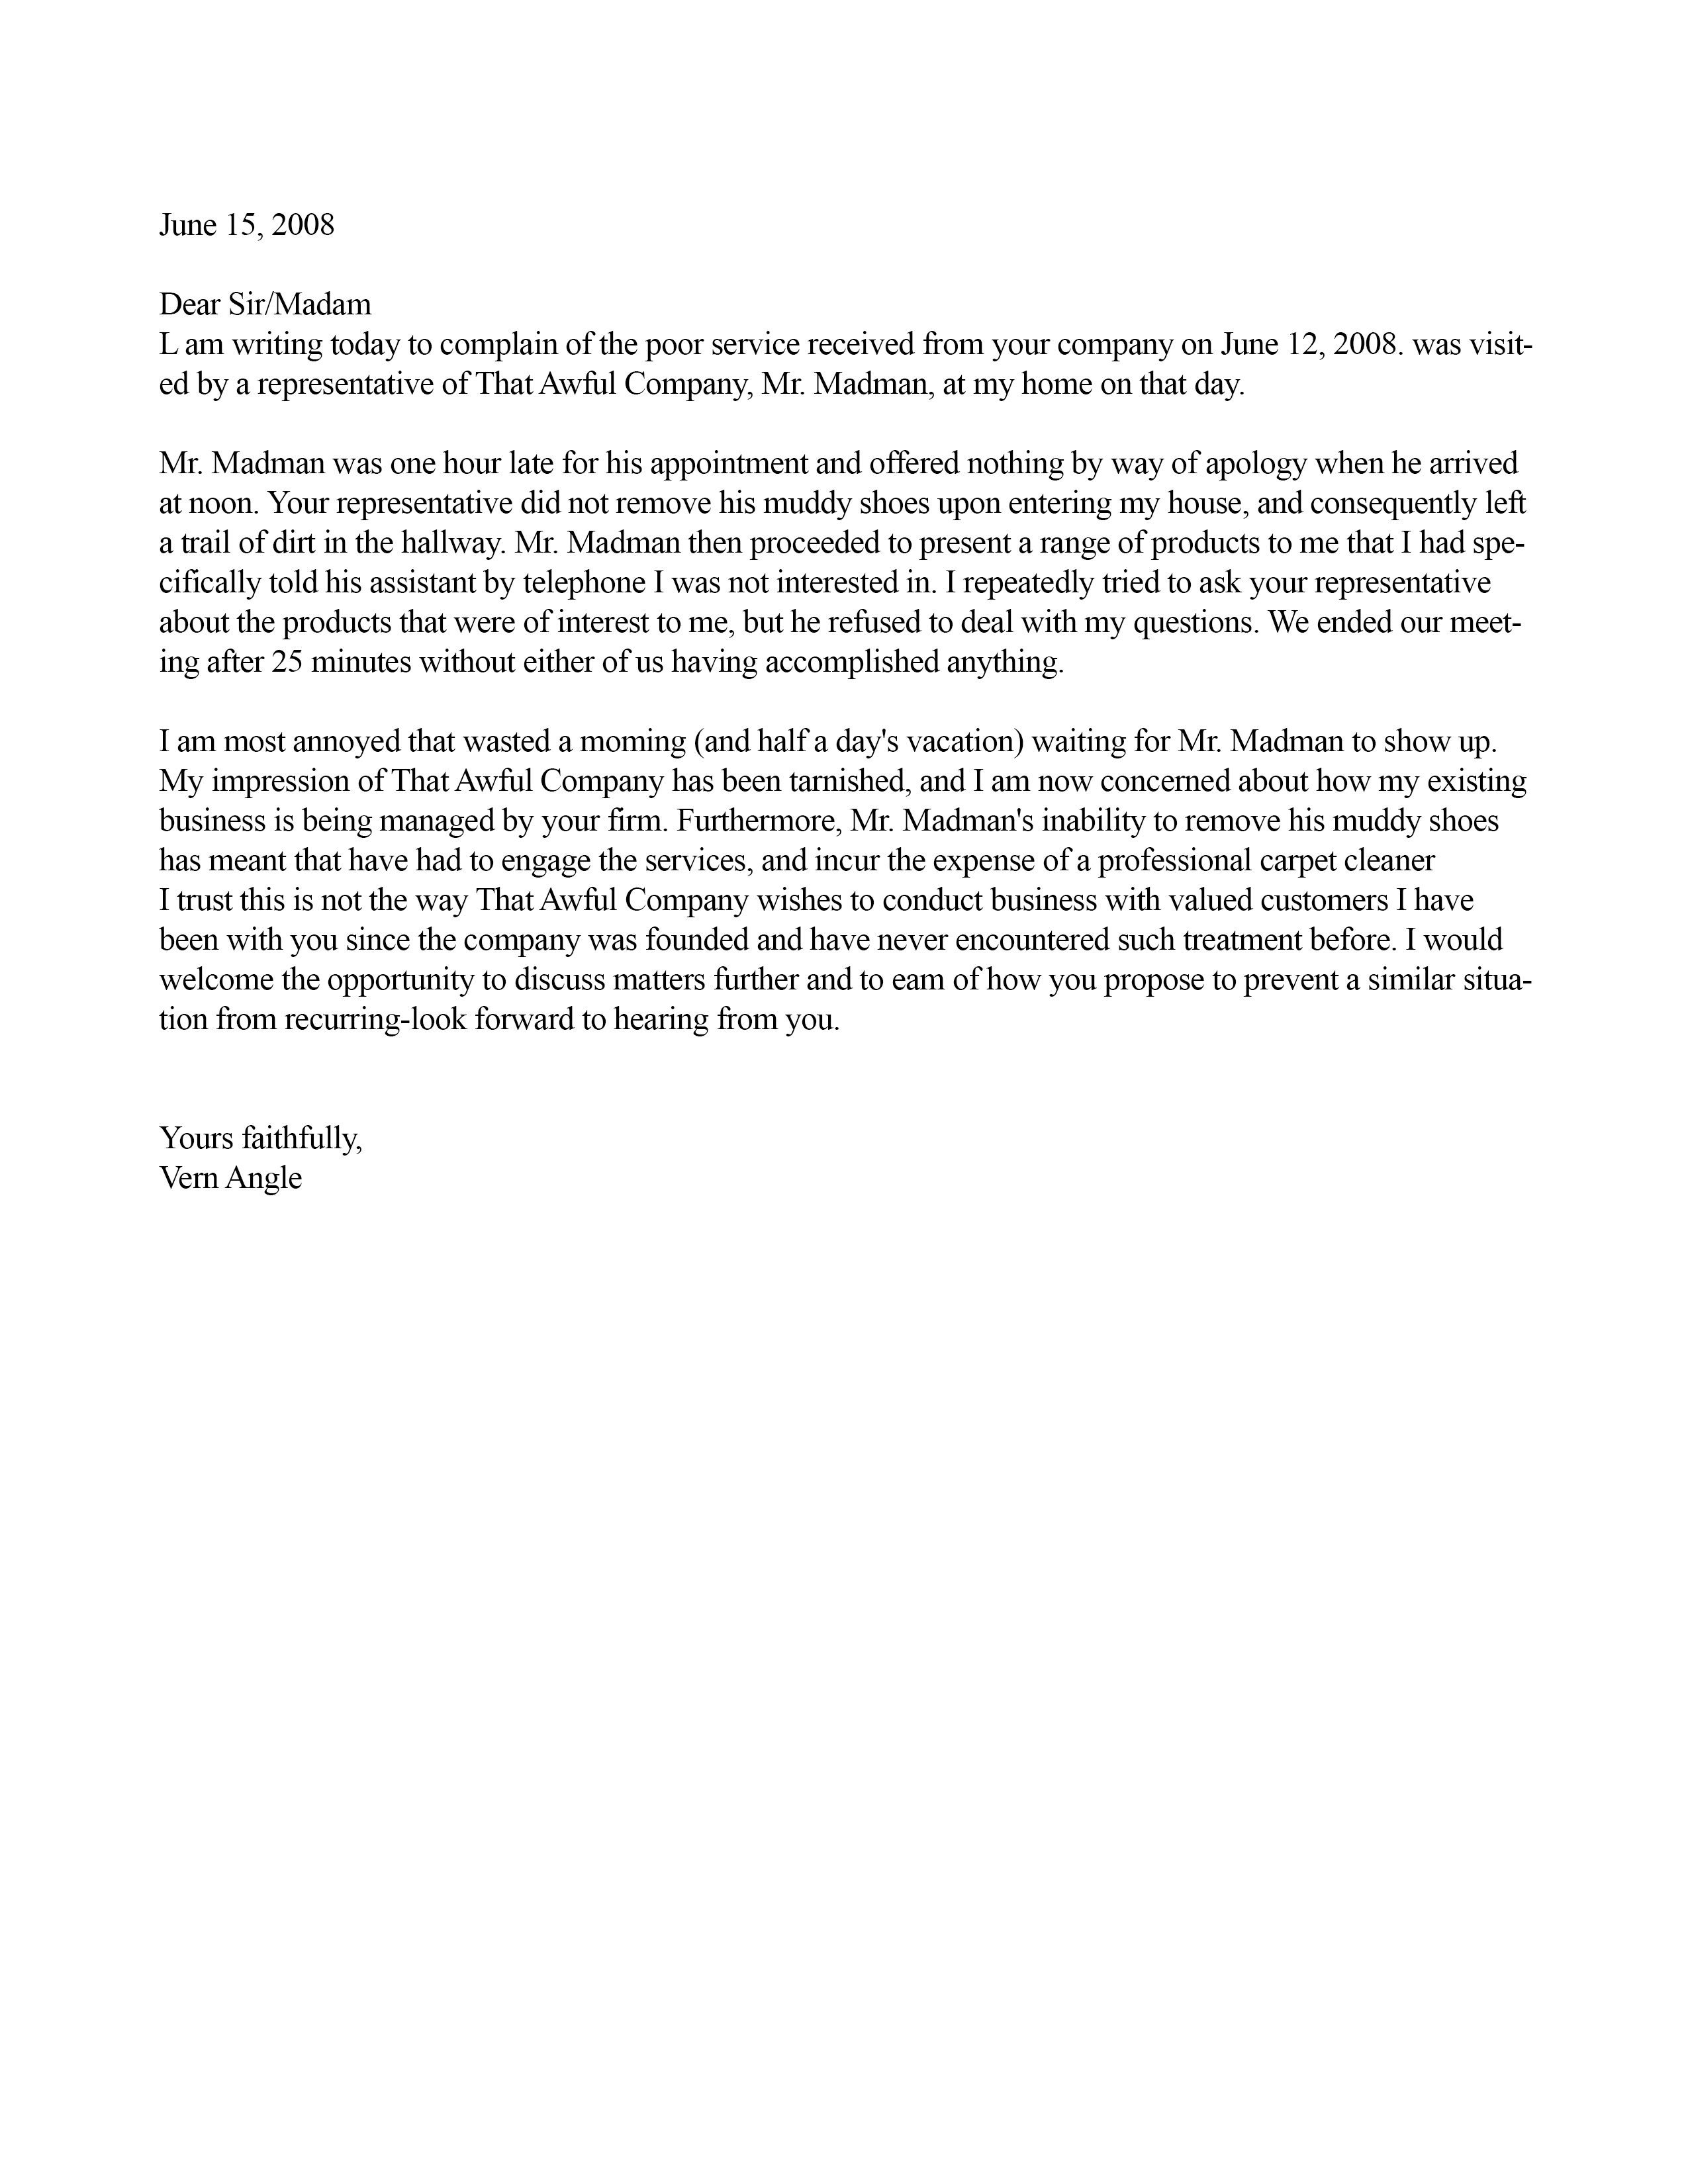 June 15, 2008
Dear Sir/Madam
L am writing today to complain of the poor service received from your company on June 12, 2008. was visit-
ed by a representative of That Awful Company, Mr. Madman, at my home on that day.
Mr. Madman was one hour late for his appointment and offered nothing by way of apology when he arrived
at noon. Your representative did not remove his muddy shoes upon entering my house, and consequently left
a trail of dirt in the hallway. Mr. Madman then proceeded to present a range of products to me that I had spe-
cifically told his assistant by telephone I was not interested in. I repeatedly tried to ask your representative
about the products that were of interest to me, but he refused to deal with my questions. We ended our meet-
ing after 25 minutes without either of us having accomplished anything.
I am most annoyed that wasted a moming (and half a day's vacation) waiting for Mr. Madman to show up.
My impression of That Awful Company has been tarnished, and I am now concerned about how my existing
business is being managed by your firm. Furthermore, Mr. Madman's inability to remove his muddy shoes
has meant that have had to engage the services, and incur the expense of a professional carpet cleaner
I trust this is not the way That Awful Company wishes to conduct business with valued customers I have
been with you since the company was founded and have never encountered such treatment before. I would
welcome the opportunity to discuss matters further and to eam of how you propose to prevent a similar situa-
tion from recurring-look forward to hearing from you.
Yours faithfully,
Vern Angle